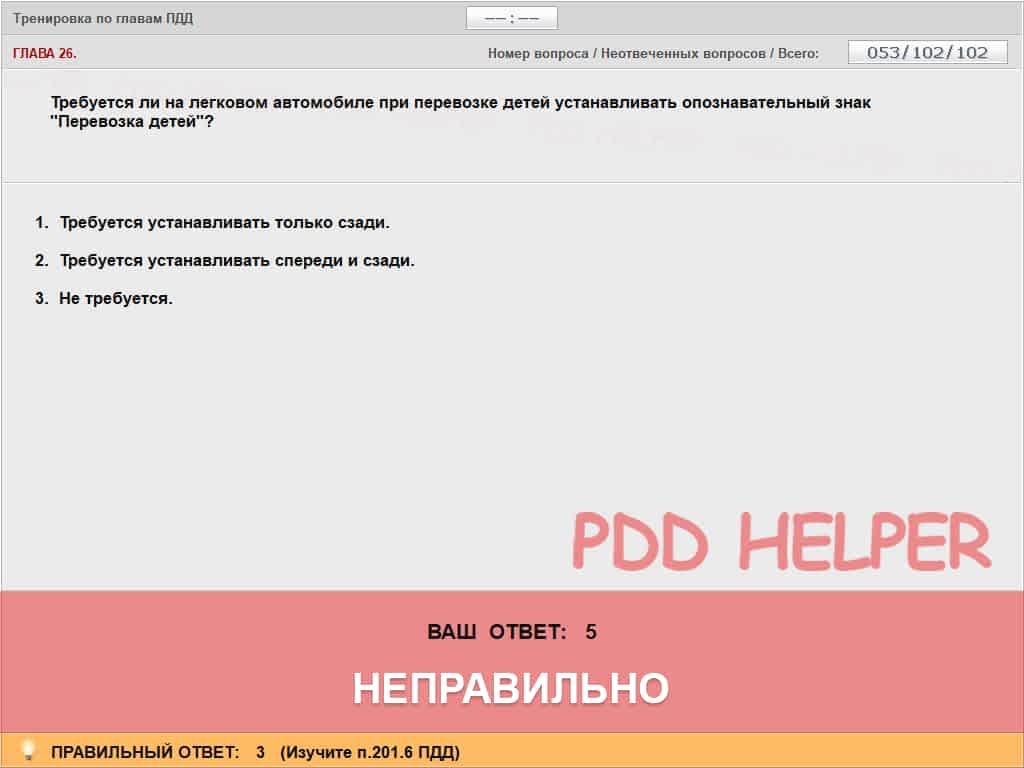 Тренировка по главам ПДД
–– : ––
ГЛАВА 26.
Номер вопроса / Неотвеченных вопросов / Всего:
053/102/102
Требуется ли на легковом автомобиле при перевозке детей устанавливать опознавательный знак
"Перевозка детей"?
1. Требуется устанавливать только сзади.
2. Требуется устанавливать спереди и сзади.
3. Не требуется.
PDD HELPER
ВАШ ОТВЕТ: 5
НЕПРАВИЛЬНО
ПРАВИЛЬНЫЙ ОТВЕТ: 3 (Изучите п.201.6 ПДД)